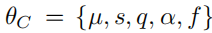 θ_C = {μ, s, q, α, f}